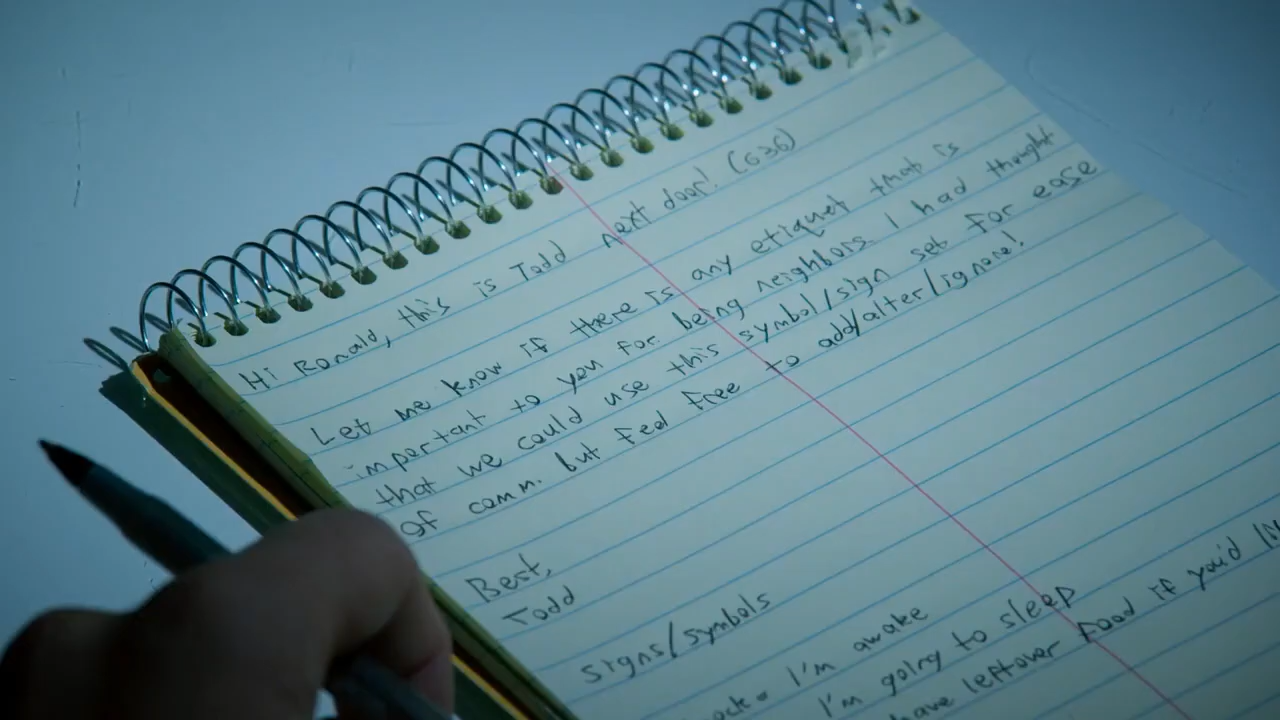 Hi Ronald, this is Todd next door! (636)
Let me know if there is any etiquet that is
important to you for being neighbors. I had thought
that we could use this symbol/sign set for ease
of comm. but feel free to add/alter/ignore!
Best,
Todd
signs/symbols
I'm awake
I'm going to sleep
have leftover food if you'd